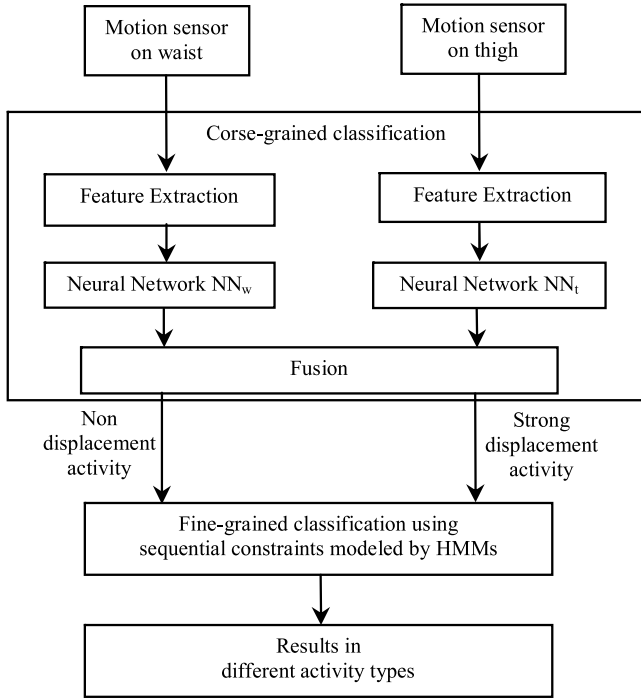 Motion sensor
on waist
Motion sensor
on thigh
Corse-grained classification
Feature Extraction
Feature Extraction
Neural Network NNw
Neural Network NNt
Fusion
Non
displacement
activity
Strong
displacement
activity
Fine-grained classification using
sequential constraints modeled by HMMs
Results in
different activity types